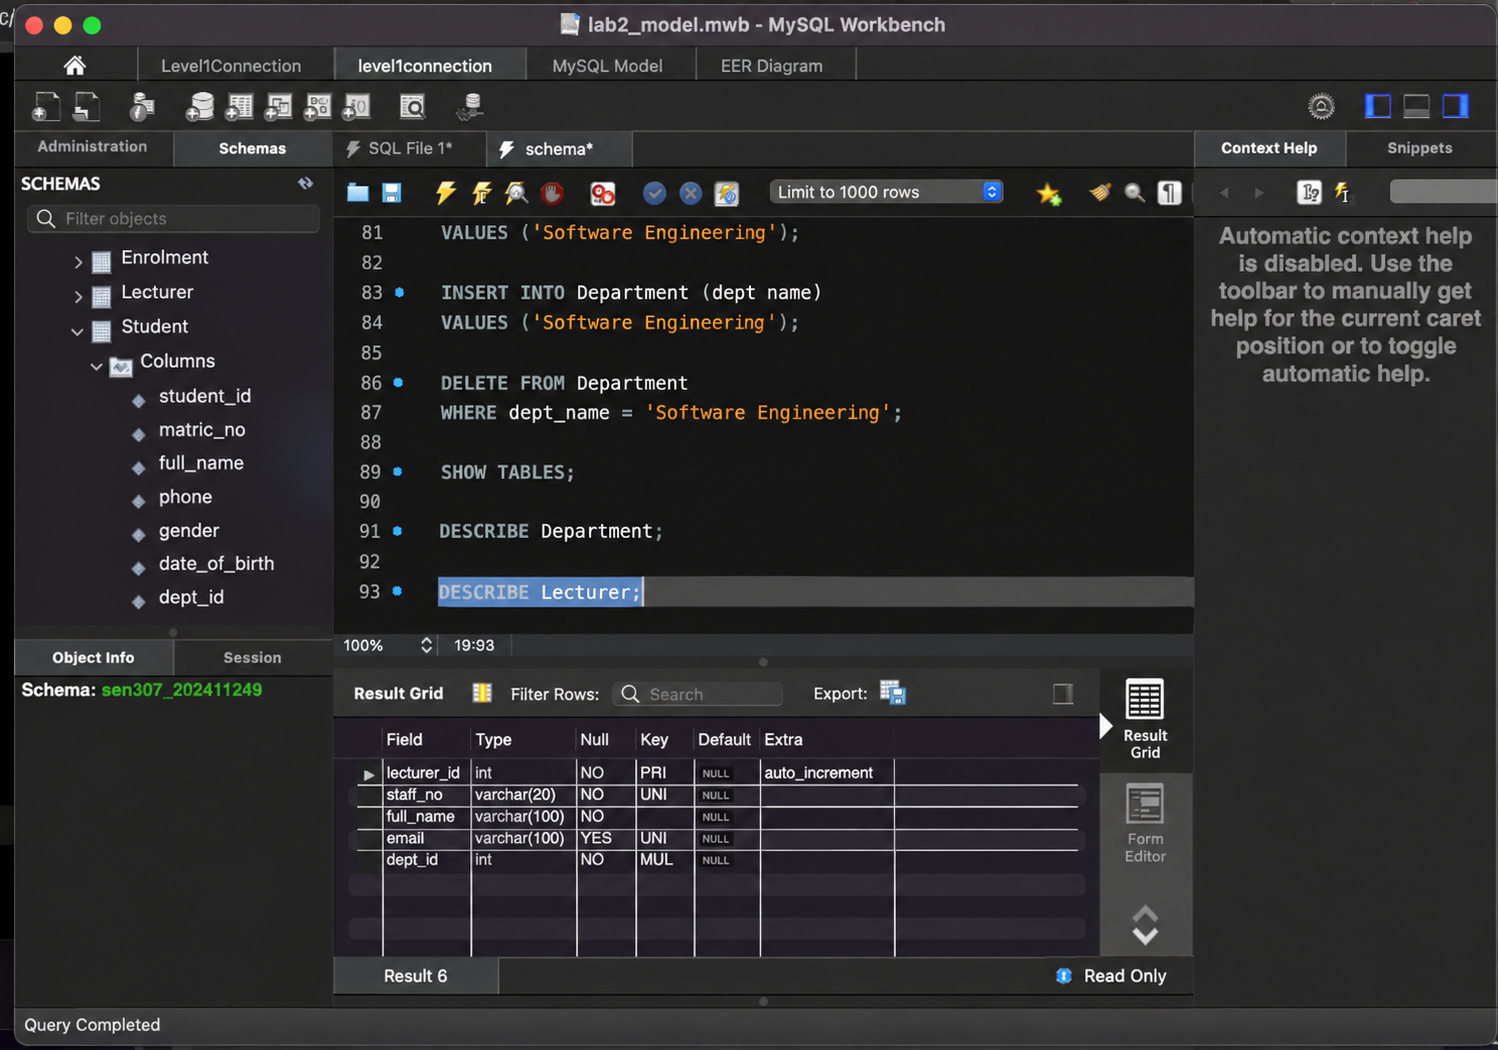 c/
lab2_model.mwb - MySQL Workbench
Level1Connection
level1connection
MySQL Model
EER Diagram
Administration
Schemas
SQL File 1*
schema*
Context Help
Snippets
SCHEMAS
Filter objects
Limit to 1000 rows
Enrolment
Lecturer
Student
Columns
student_id
matric_no
full_name
phone
gender
date_of_birth
dept_id
81 VALUES ('Software Engineering');
82
83 INSERT INTO Department (dept name)
84 VALUES ('Software Engineering');
85
86 DELETE FROM Department
87 WHERE dept_name = 'Software Engineering';
88
89 SHOW TABLES;
90
91 DESCRIBE Department;
92
93 DESCRIBE Lecturer;
100% 19:93
Automatic context help
is disabled. Use the
toolbar to manually get
help for the current caret
position or to toggle
automatic help.
Object Info
Session
Schema: sen307_202411249
Result Grid Filter Rows: Search Export:
Field Type Null Key Default Extra
lecturer_id int NO PRI NULL auto_increment
staff_no varchar(20) NO UNI NULL
full_name varchar(100) NO NULL
email varchar(100) YES UNI NULL
dept_id int NO MUL NULL
Result
Grid
Form
Editor
Result 6
Read Only
Query Completed